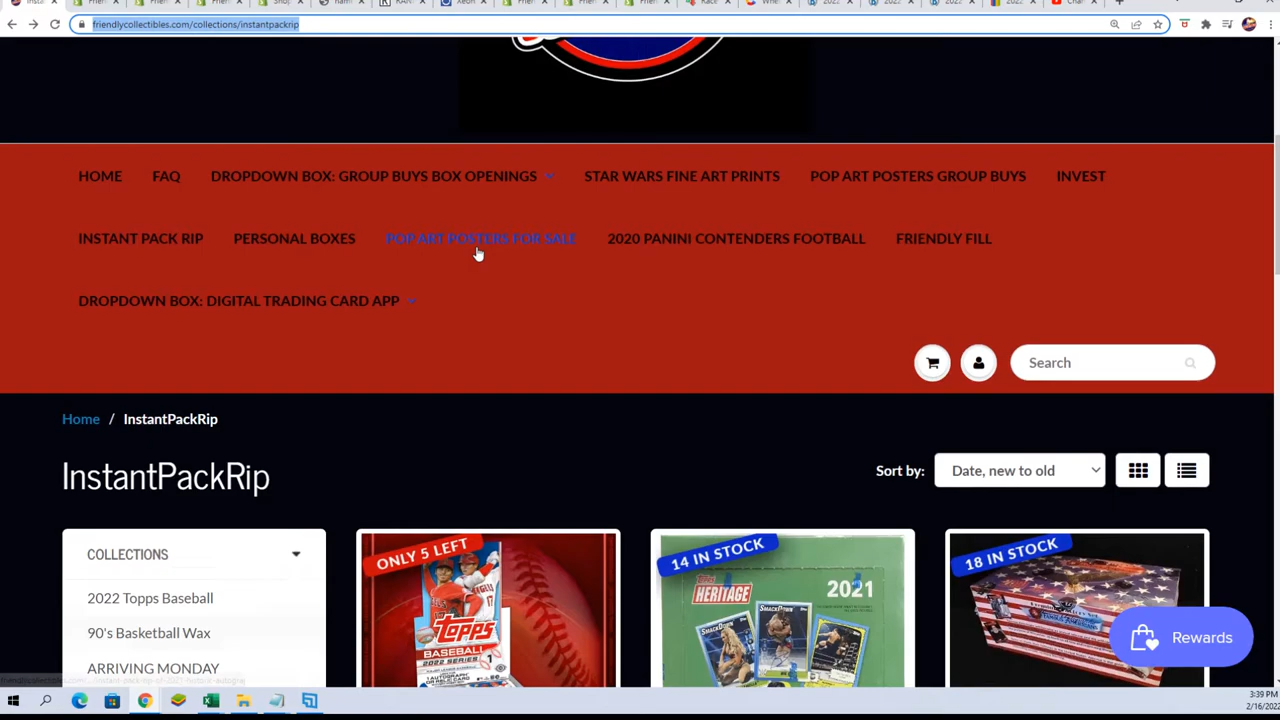 friendlycollectibles.com/collections/instantpackrip
HOME FAQ DROPDOWN BOX: GROUP BUYS BOX OPENINGS STAR WARS FINE ART PRINTS POP ART POSTERS GROUP BUYS INVEST
INSTANT PACK RIP PERSONAL BOXES POP ART POSTERS FOR SALE 2020 PANINI CONTENDERS FOOTBALL FRIENDLY FILL
DROPDOWN BOX: DIGITAL TRADING CARD APP
Search
Home / InstantPackRip
InstantPackRip
Sort by: Date, new to old
COLLECTIONS
2022 Topps Baseball
90's Basketball Wax
ARRIVING MONDAY
ONLY 5 LEFT
topps
BASEBALL
2022 SERIES
14 IN STOCK
TOPPS
HERITAGE
2021
18 IN STOCK
Rewards
3:39 PM
2/16/2022